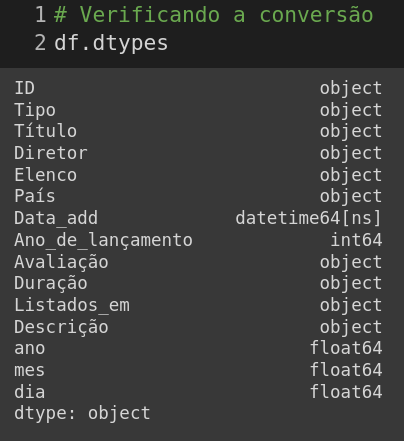 1 # Verificando a conversão
2 df.dtypes
ID object
Tipo object
Título object
Diretor object
Elenco object
País object
Data_add datetime64[ns]
Ano_de_lançamento int64
Avaliação object
Duração object
Listados_em object
Descrição object
ano float64
mes float64
dia float64
dtype: object